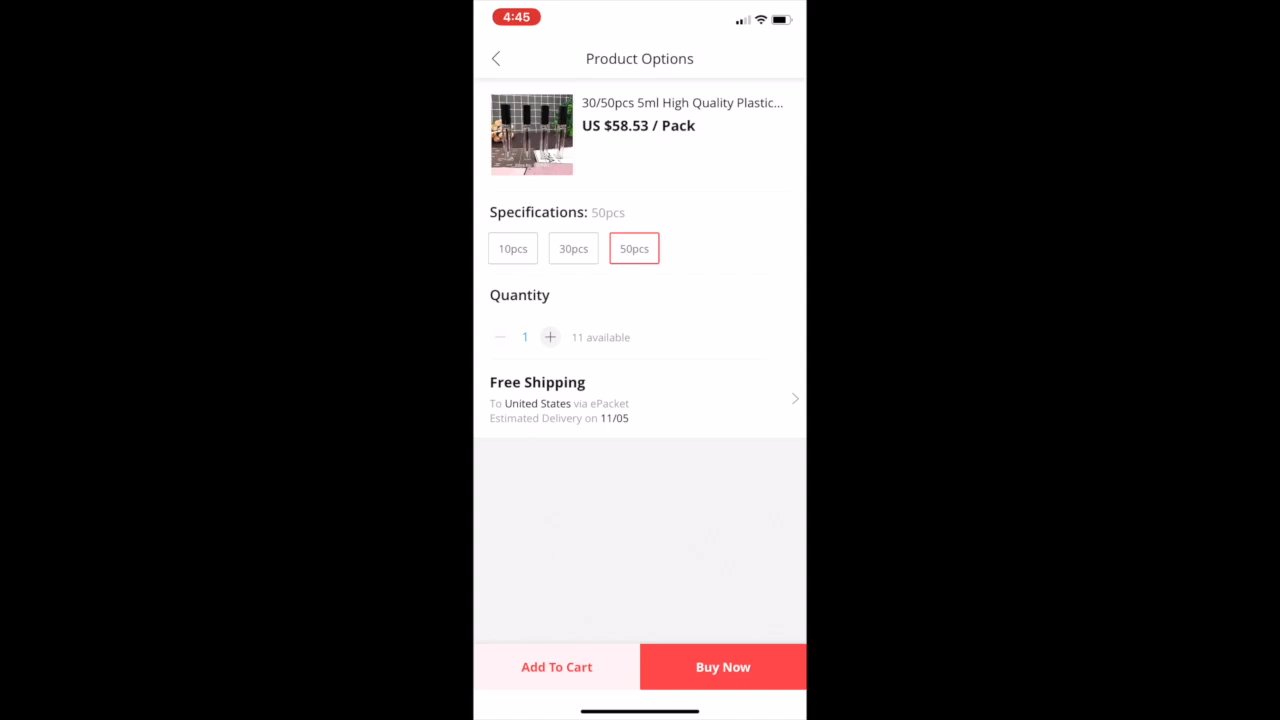 4:45
Product Options
30/50pcs 5ml High Quality Plastic...
US $58.53 / Pack
Specifications: 50pcs
10pcs 30pcs 50pcs
Quantity
1 11 available
Free Shipping
To United States via ePacket
Estimated Delivery on 11/05
Add To Cart Buy Now